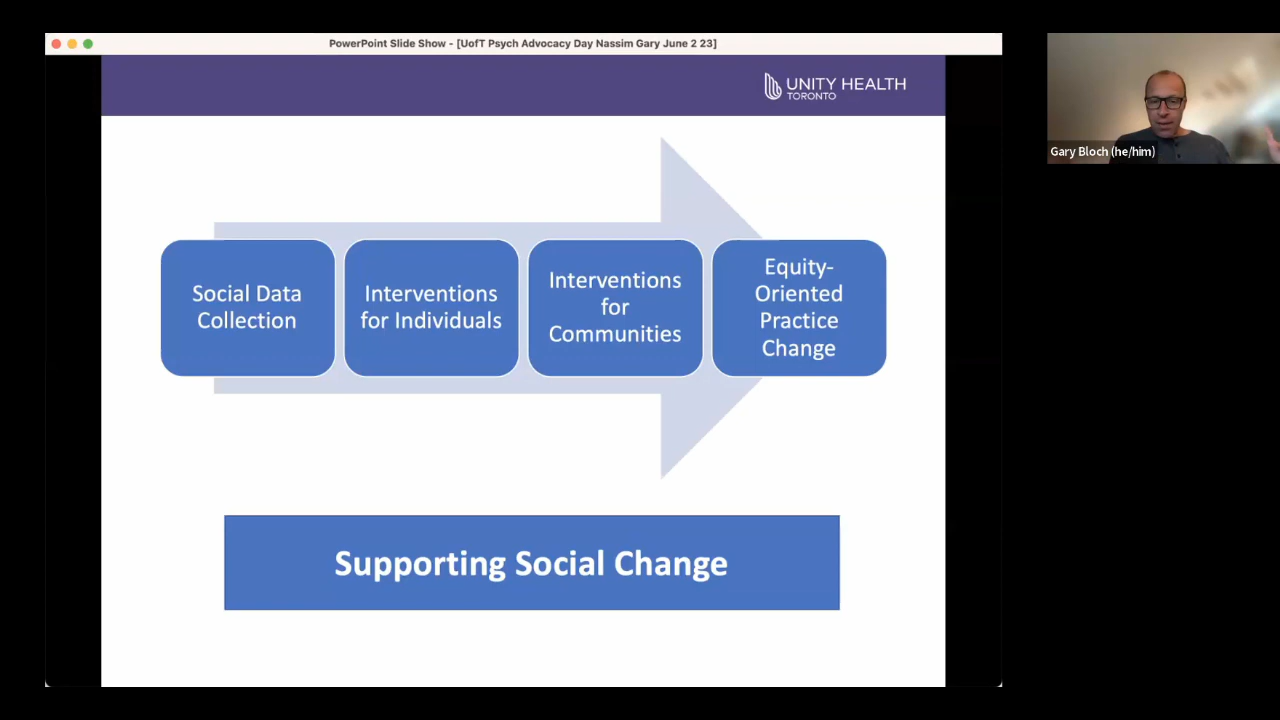 PowerPoint Slide Show - [UofT Psych Advocacy Day Nassim Gary June 2 23]
UNITY HEALTH
TORONTO
Gary Bloch (he/him)
Social Data
Collection
Interventions
for Individuals
Interventions
for
Communities
Equity-
Oriented
Practice
Change
Supporting Social Change